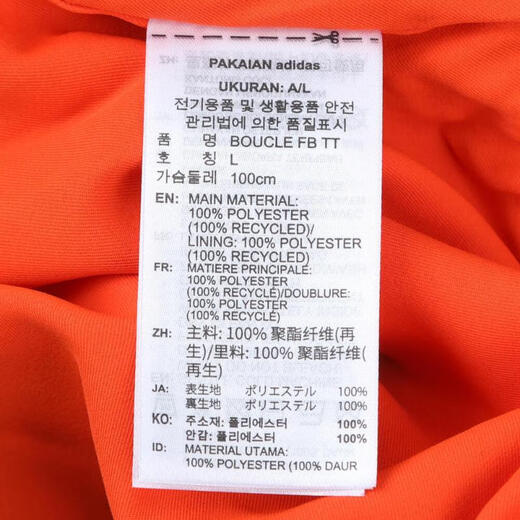 PAKAIAN adidas
UKURAN: A/L
전기용품 및 생활용품 안전
관리법에 의한 품질표시
품 명 BOUCLE FB TT
호 칭 L
가슴둘레 100cm
EN: MAIN MATERIAL:
100% POLYESTER
(100% RECYCLED)/
LINING: 100% POLYESTER
(100% RECYCLED)
FR: MATIERE PRINCIPALE:
100% POLYESTER
(100% RECYCLÉ)/DOUBLURE:
100% POLYESTER
(100% RECYCLÉ)
ZH: 主料: 100% 聚酯纤维(再
生)/里料: 100% 聚酯纤维(
再生)
JA: 表生地 ポリエステル 100%
裏生地 ポリエステル 100%
KO: 주소재: 폴리에스터 100%
안감: 폴리에스터 100%
ID: MATERIAL UTAMA:
100% POLYESTER (100% DAUR